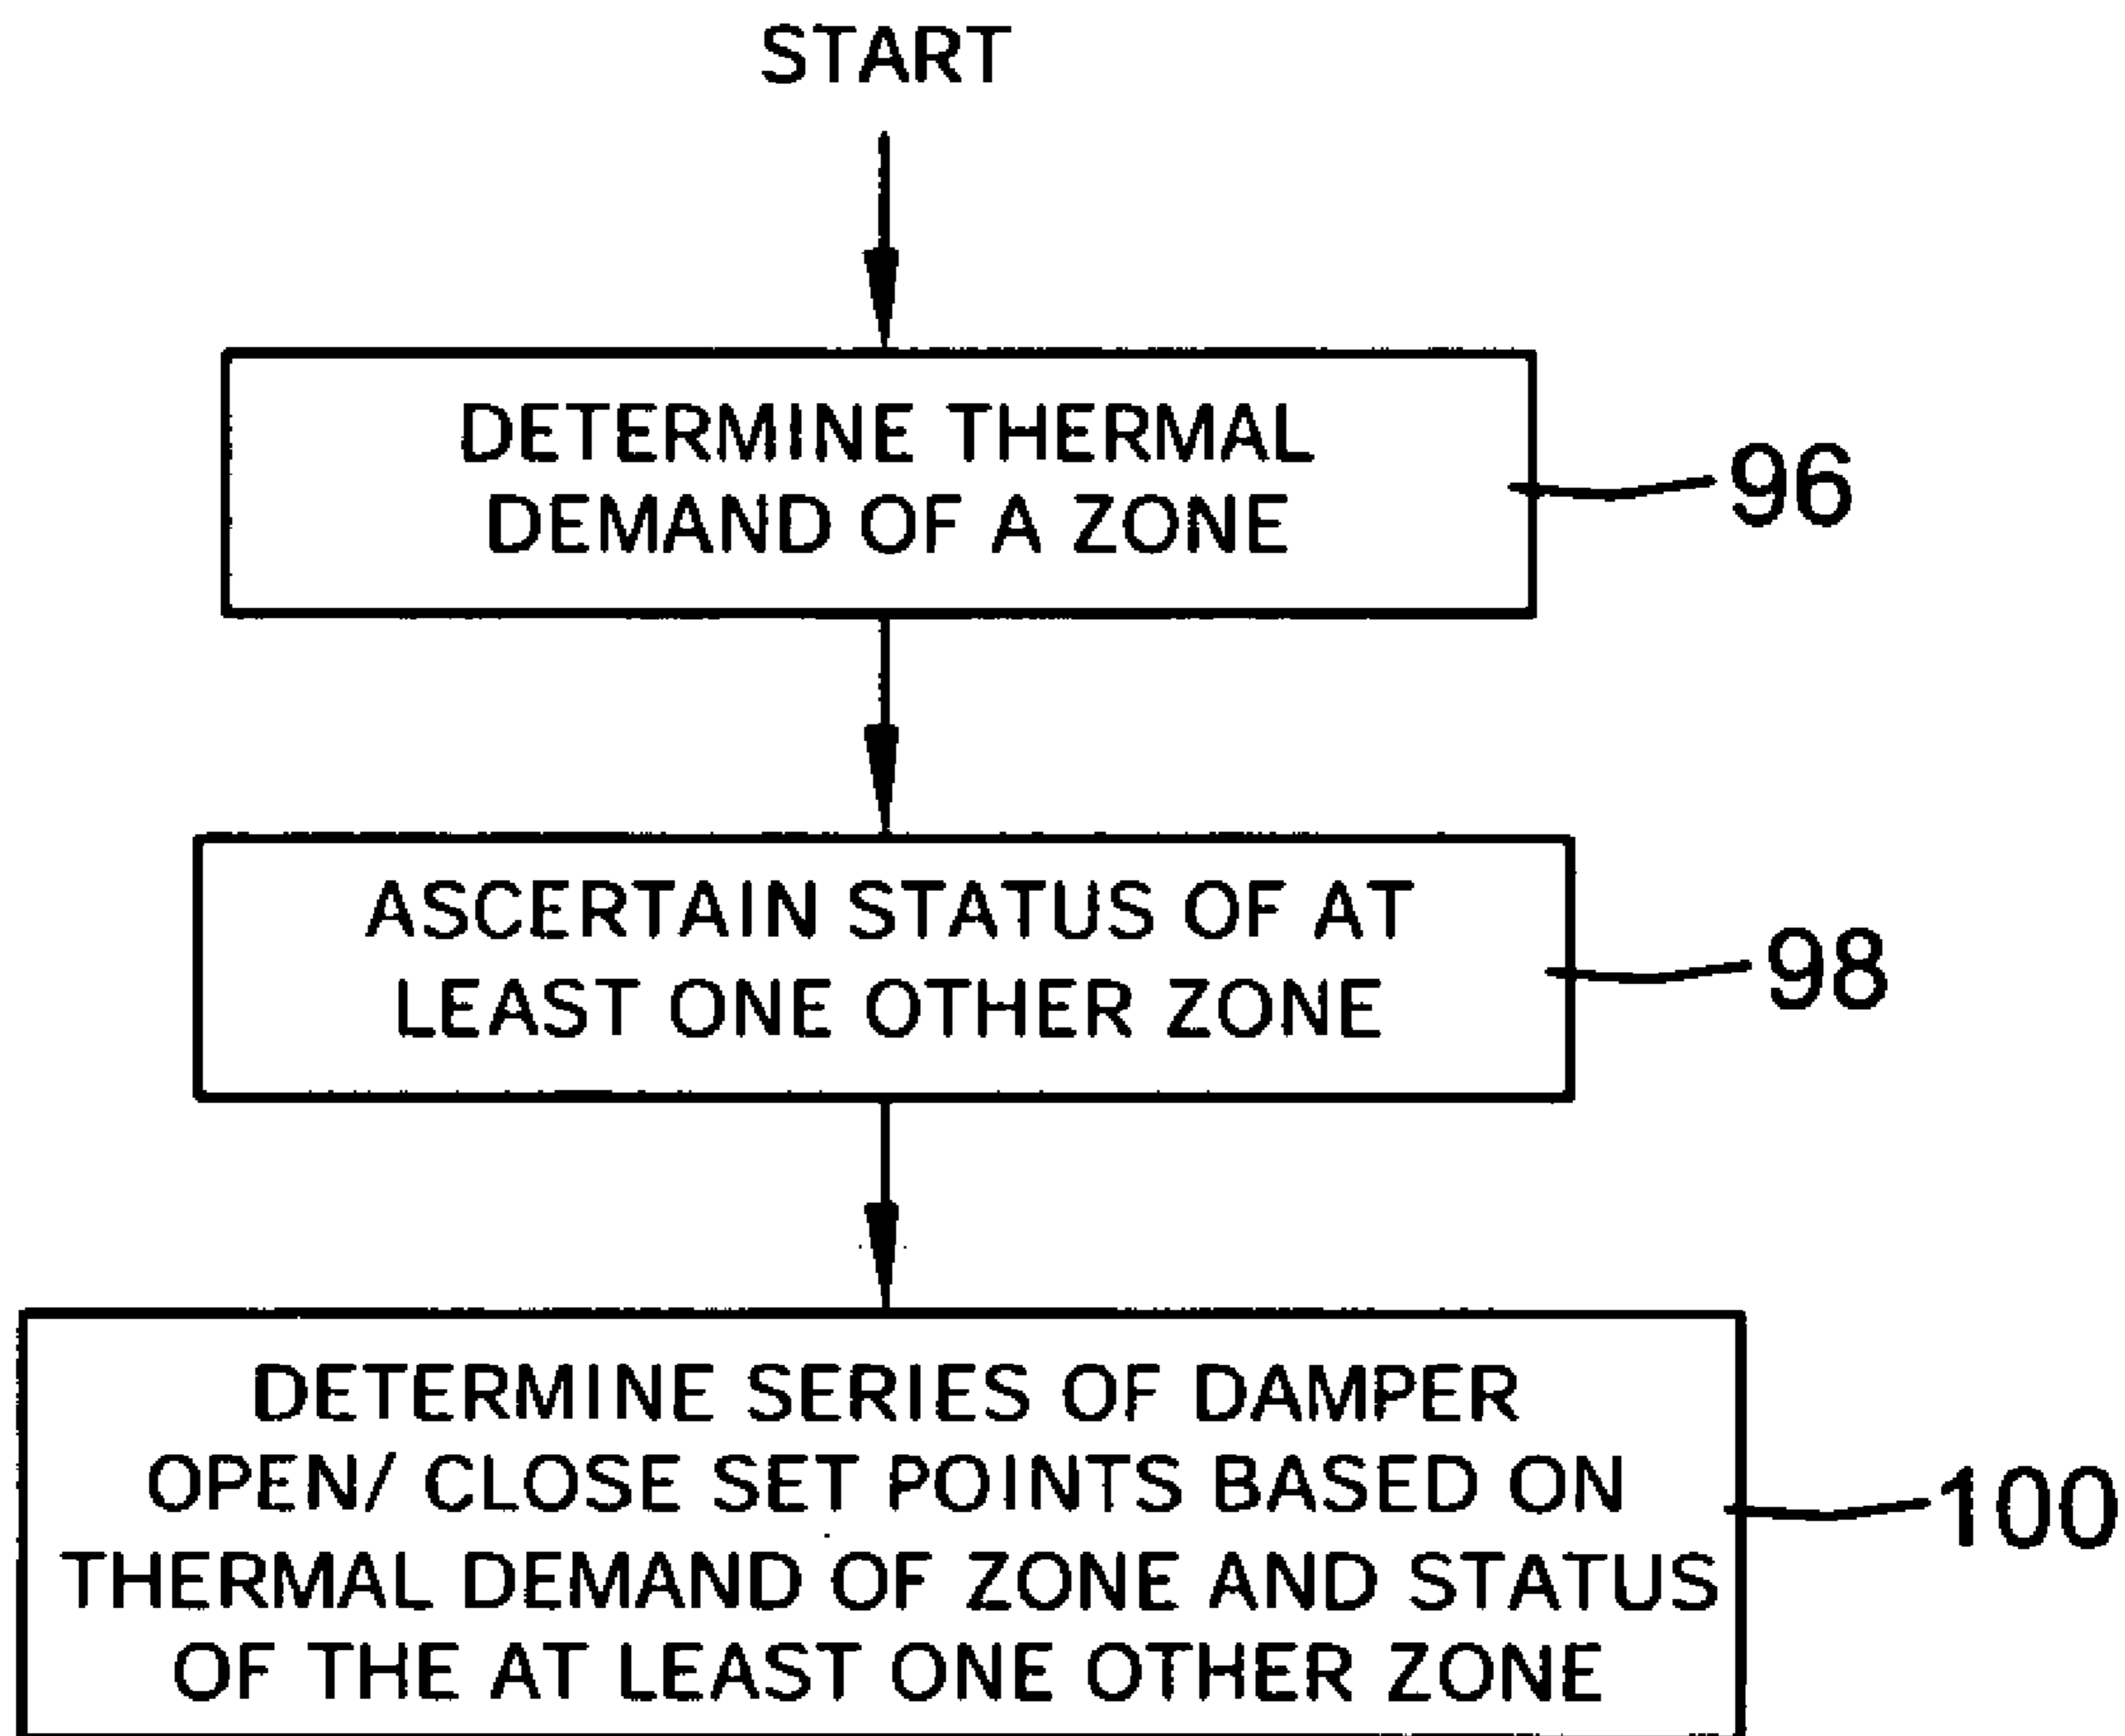 START
DETERMINE THERMAL
DEMAND OF A ZONE
96
ASCERTAIN STATUS OF AT
LEAST ONE OTHER ZONE
98
DETERMINE SERIES OF DAMPER
OPEN/ CLOSE SET POINTS BASED ON
THERMAL DEMAND OF ZONE AND STATUS
OF THE AT LEAST ONE OTHER ZONE
100